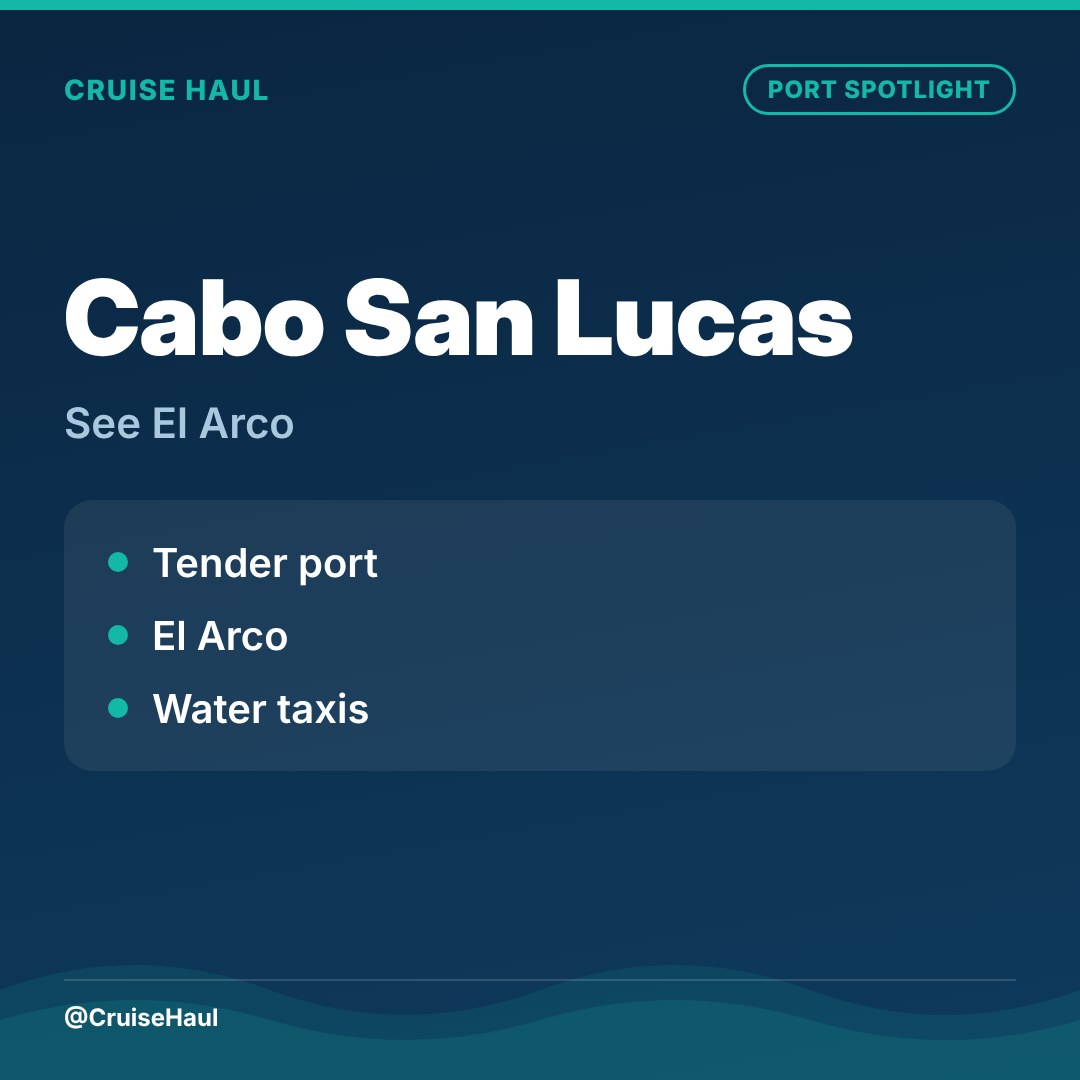 CRUISE HAUL
PORT SPOTLIGHT
Cabo San Lucas
See El Arco
Tender port
El Arco
Water taxis
@CruiseHaul